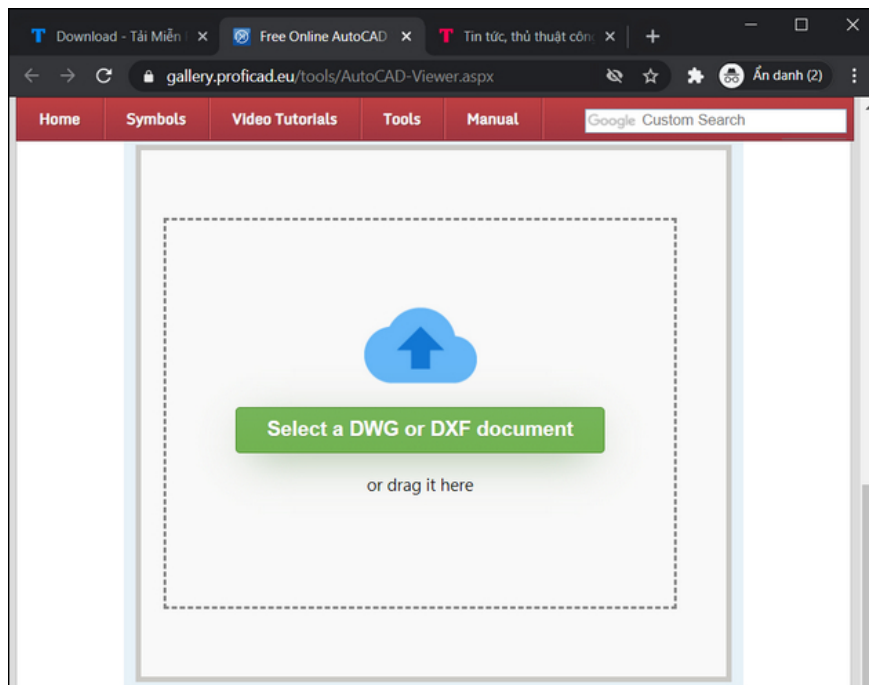 Download - Tải Miễn
Free Online AutoCAD
Tin tức, thủ thuật côn
gallery.proficad.eu/tools/AutoCAD-Viewer.aspx
Ẩn danh (2)
Home
Symbols
Video Tutorials
Tools
Manual
Google Custom Search
Select a DWG or DXF document
or drag it here